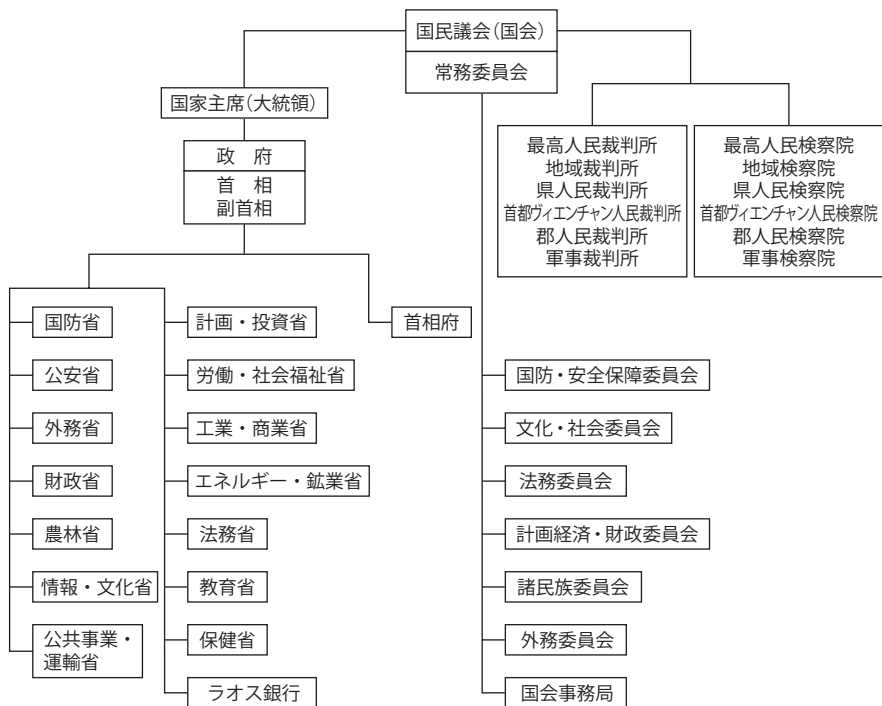 国民議会(国会)
常務委員会
国家主席(大統領)
政　府
首　相
副首相
最高人民裁判所
地域裁判所
県人民裁判所
首都ヴィエンチャン人民裁判所
郡人民裁判所
軍事裁判所
最高人民検察院
地域検察院
県人民検察院
首都ヴィエンチャン人民検察院
郡人民検察院
軍事検察院
国防省
公安省
外務省
財政省
農林省
情報・文化省
公共事業・
運輸省
計画・投資省
労働・社会福祉省
工業・商業省
エネルギー・鉱業省
法務省
教育省
保健省
ラオス銀行
首相府
国防・安全保障委員会
文化・社会委員会
法務委員会
計画経済・財政委員会
諸民族委員会
外務委員会
国会事務局